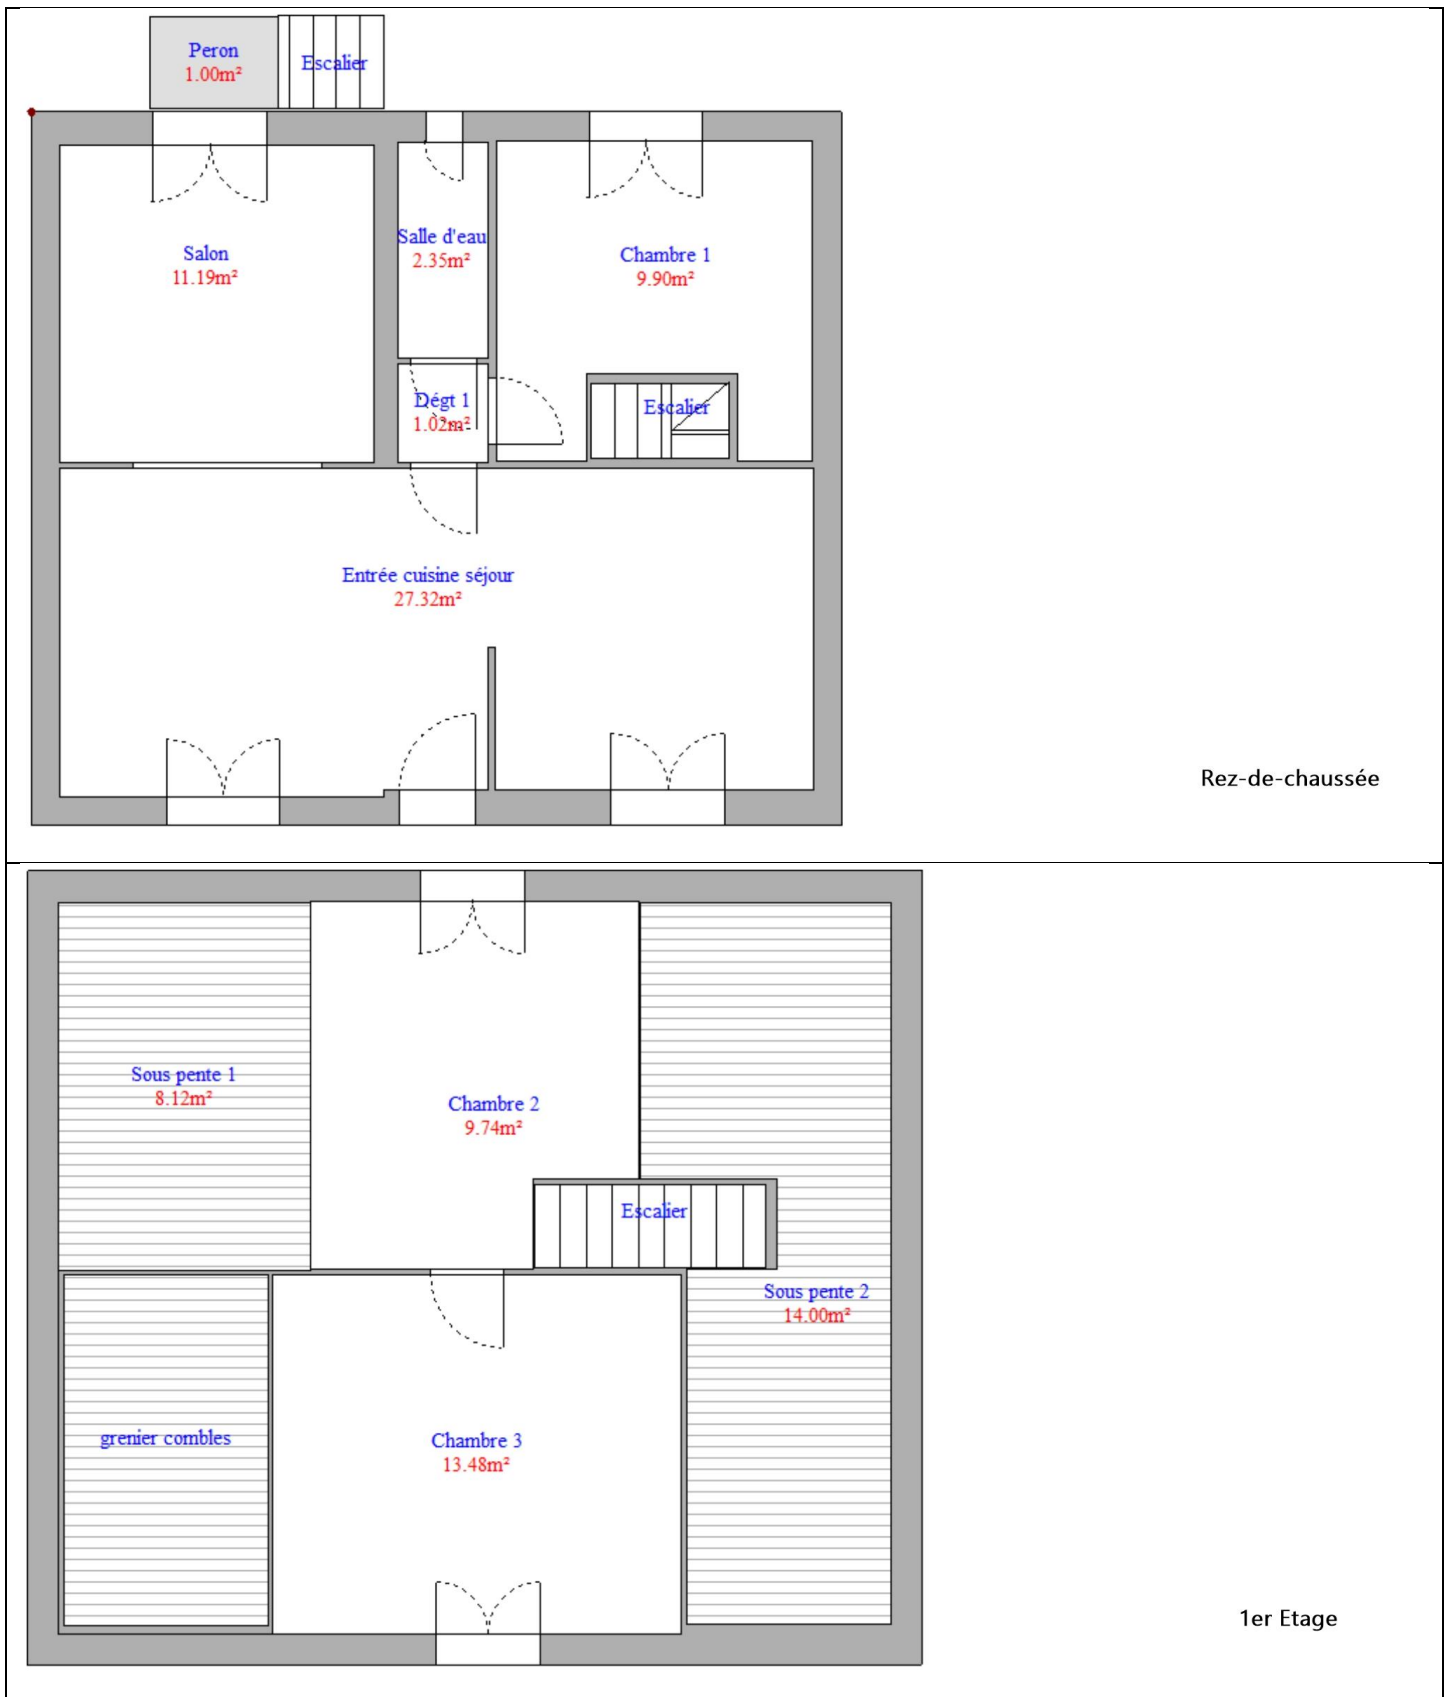 Peron
1.00m²
Escalier
Salon
11.19m²
Salle d'eau
2.35m²
Chambre 1
9.90m²
Dégt 1
1.02m²
Escalier
Entrée cuisine séjour
27.32m²
Rez-de-chaussée
Sous pente 1
8.12m²
Chambre 2
9.74m²
Escalier
Sous pente 2
14.00m²
grenier combles
Chambre 3
13.48m²
1er Etage